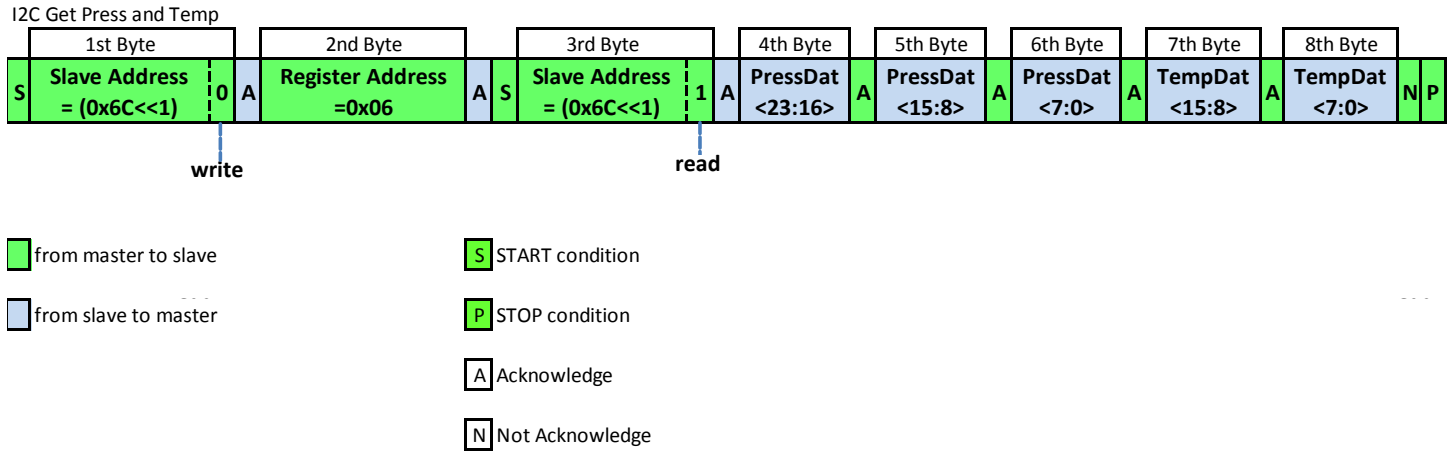 I2C Get Press and Temp
1st Byte 2nd Byte 3rd Byte 4th Byte 5th Byte 6th Byte 7th Byte 8th Byte
S Slave Address 0 A Register Address A S Slave Address 1 A PressDat A PressDat A PressDat A TempDat A TempDat N P
= (0x6C<<1) =0x06 = (0x6C<<1) <23:16> <15:8> <7:0> <15:8> <7:0>
write read
from master to slave S START condition
from slave to master P STOP condition
A Acknowledge
N Not Acknowledge